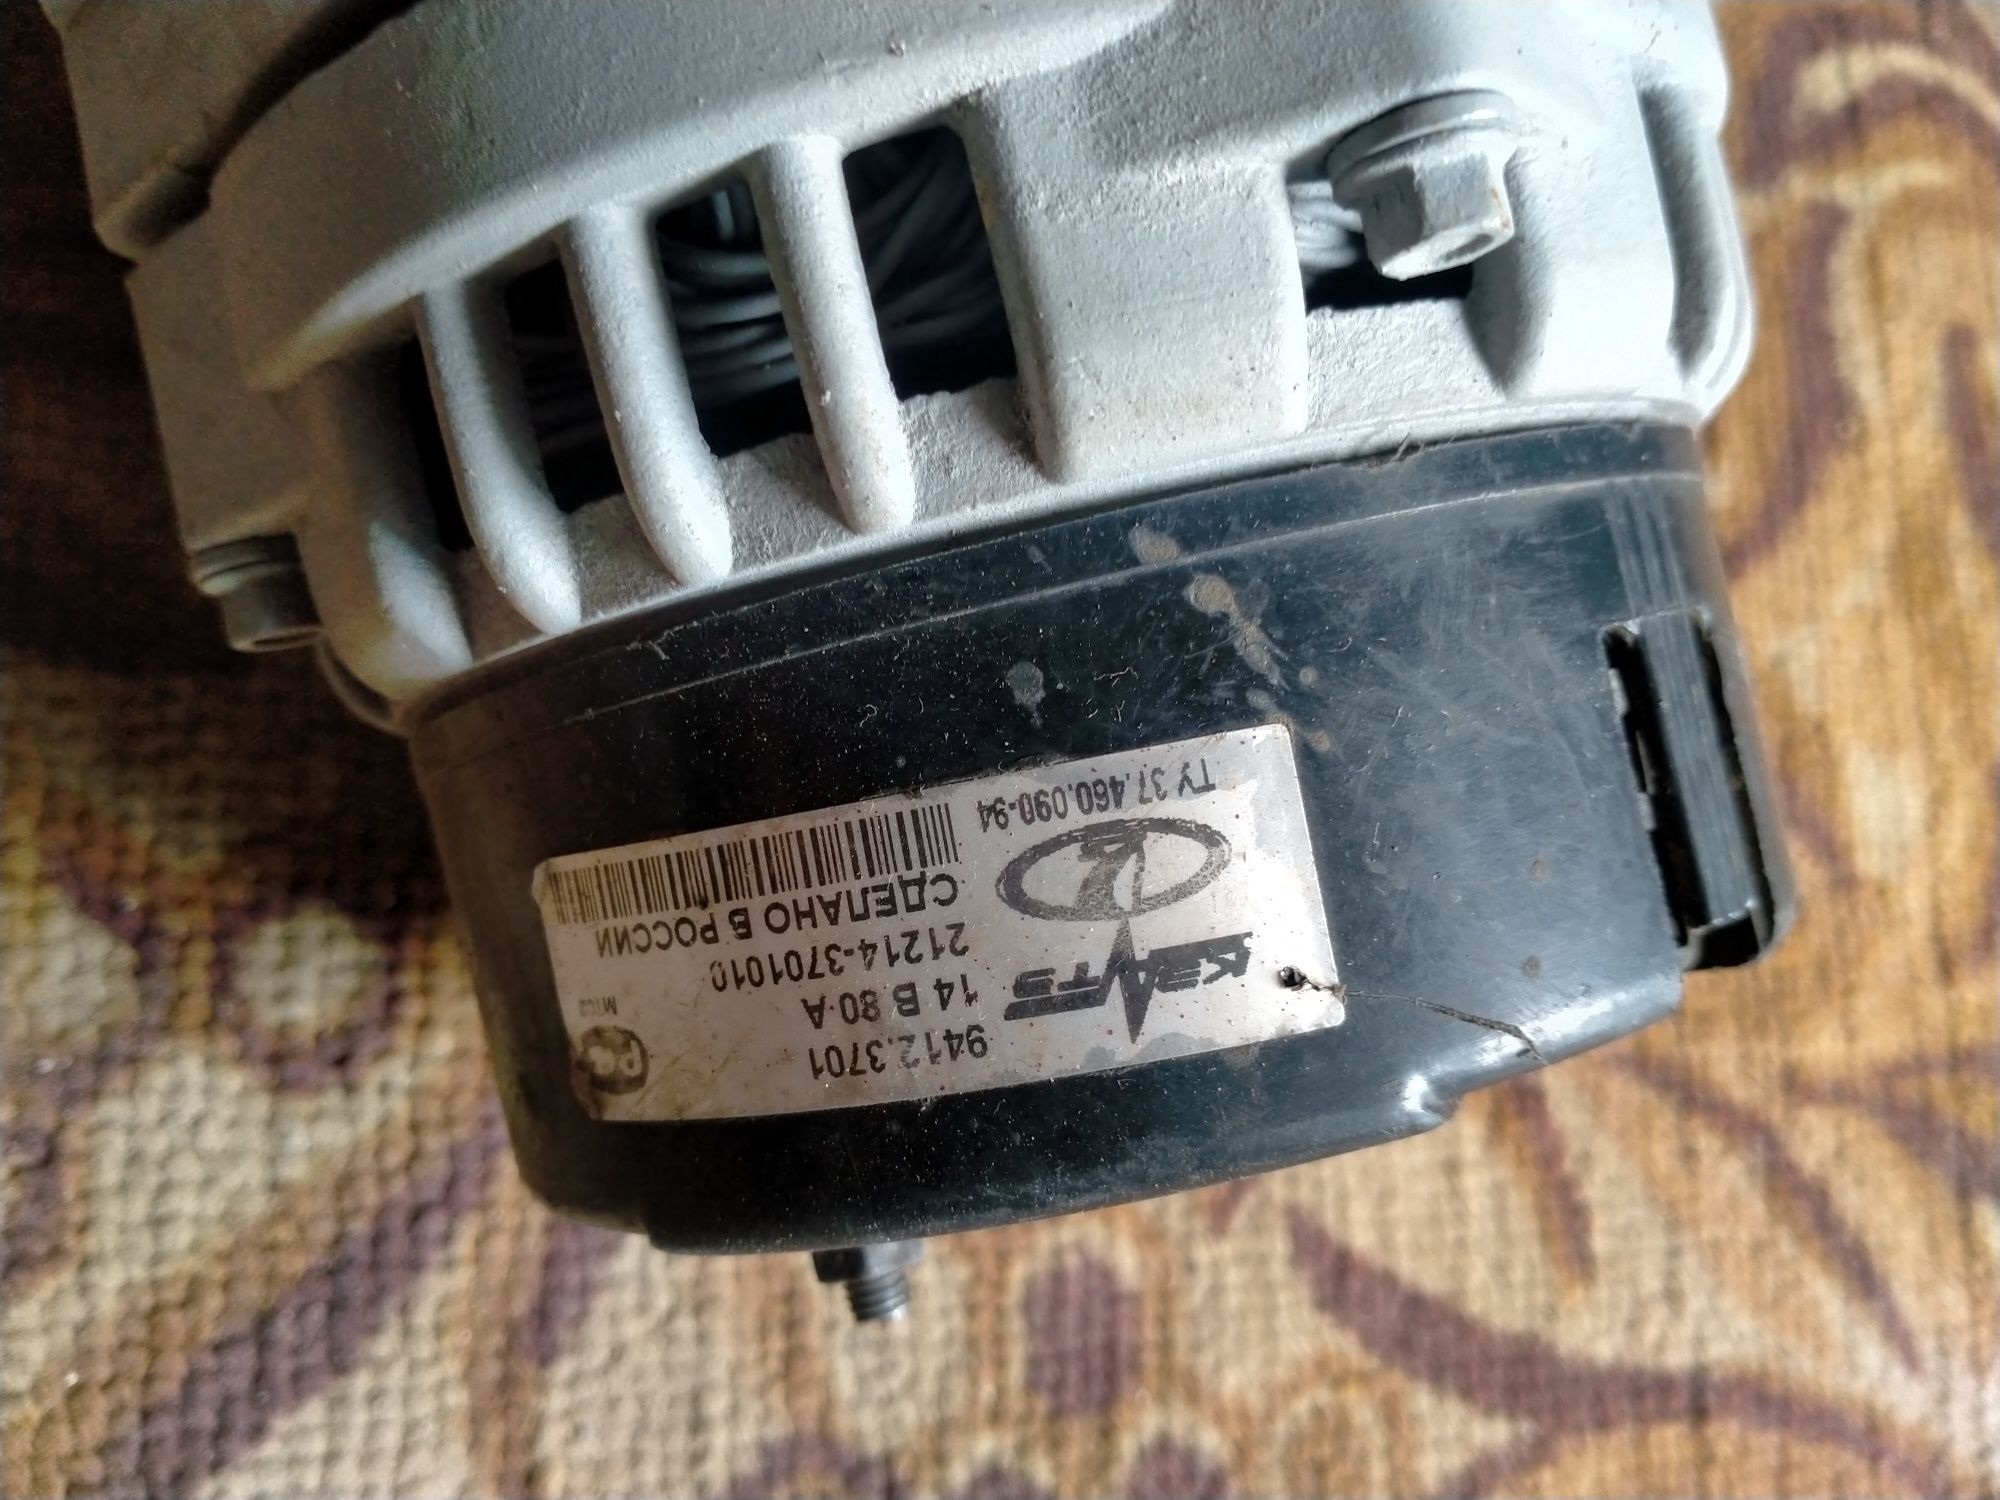 9412.3701
14 В 80 А
21214-3701010
СДЕЛАНО В РОССИИ
КЗАТЭ
ТУ 37.460.090-94